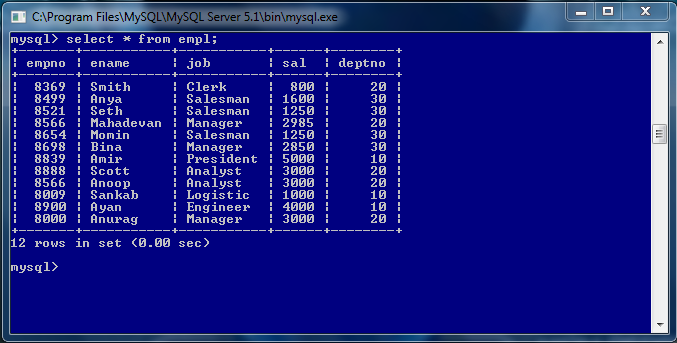 C:\Program Files\MySQL\MySQL Server 5.1\bin\mysql.exe
mysql> select * from empl;
+-------+-----------+-----------+------+--------+
| empno | ename | job | sal | deptno |
+-------+-----------+-----------+------+--------+
| 8369 | Smith | Clerk | 800 | 20 |
| 8499 | Anya | Salesman | 1600 | 30 |
| 8521 | Seth | Salesman | 1250 | 30 |
| 8566 | Mahadevan | Manager | 2985 | 20 |
| 8654 | Momin | Salesman | 1250 | 30 |
| 8698 | Bina | Manager | 2850 | 30 |
| 8839 | Amir | President | 5000 | 10 |
| 8888 | Scott | Analyst | 3000 | 20 |
| 8566 | Anoop | Analyst | 3000 | 20 |
| 8009 | Sankab | Logistic | 1000 | 10 |
| 8900 | Ayan | Engineer | 4000 | 10 |
| 8000 | Anurag | Manager | 3000 | 20 |
+-------+-----------+-----------+------+--------+
12 rows in set (0.00 sec)
mysql>